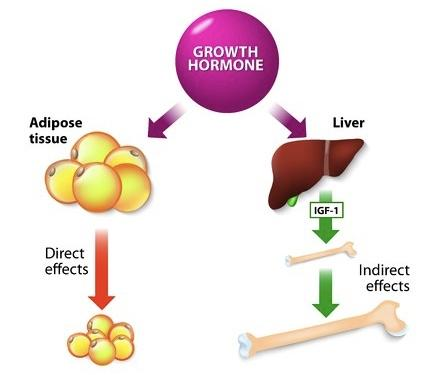 GROWTH
HORMONE
Adipose
tissue
Liver
IGF-1
Direct
effects
Indirect
effects